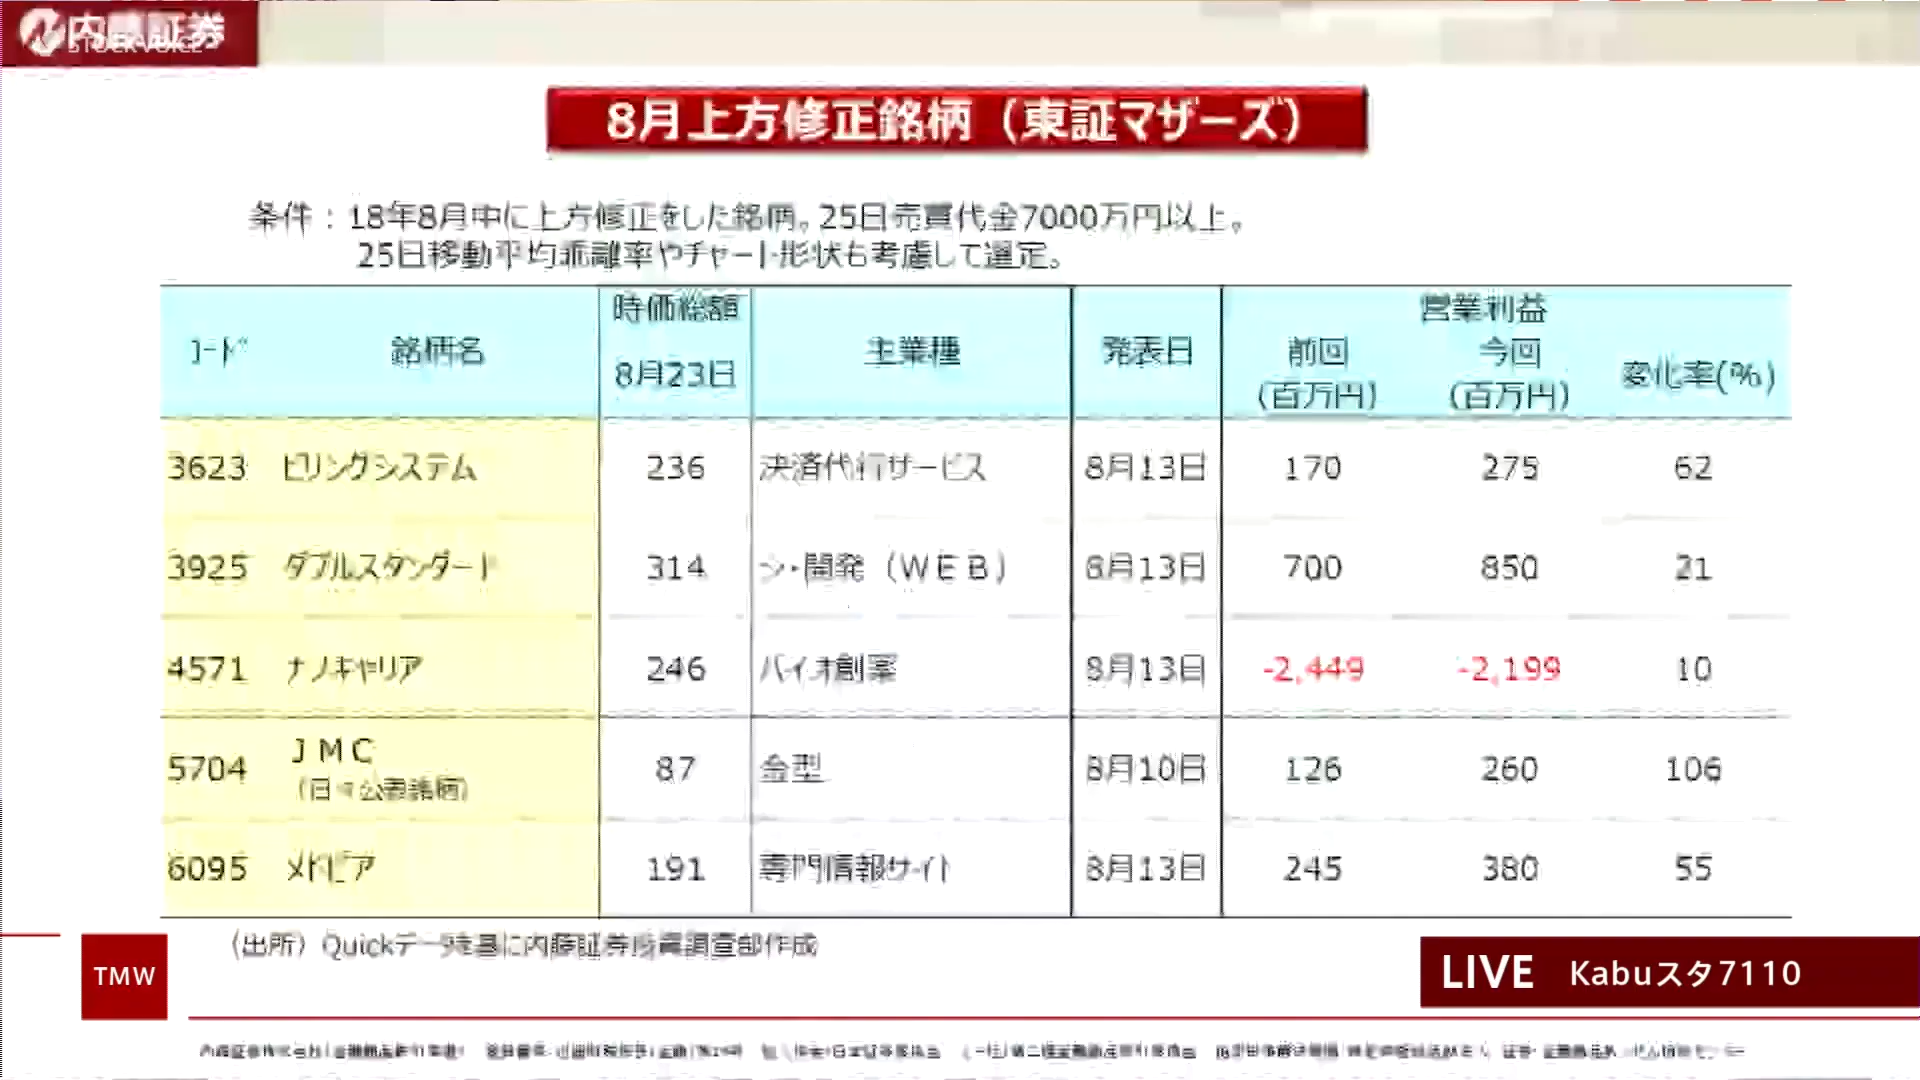 内藤証券
STOCK VOICE
8月上方修正銘柄（東証マザーズ）
条件：18年8月中に上方修正をした銘柄。25日売買代金7000万円以上。
25日移動平均乖離率やチャート形状も考慮して選定。
コード 銘柄名 時価総額 8月23日 主業種 発表日 営業利益 前回（百万円） 今回（百万円） 変化率(%)
3623 ビリングシステム 236 決済代行サービス 8月13日 170 275 62
3925 ダブルスタンダード 314 シ・開発（ＷＥＢ） 8月13日 700 850 21
4571 ナノキャリア 246 バイオ創薬 8月13日 -2,449 -2,199 10
5704 ＪＭＣ（日々公表銘柄） 87 金型 8月10日 126 260 106
6095 メドピア 191 専門情報サイト 8月13日 245 380 55
（出所）Quickデータを基に内藤証券投資調査部作成
TMW
LIVE Kabuスタ7110